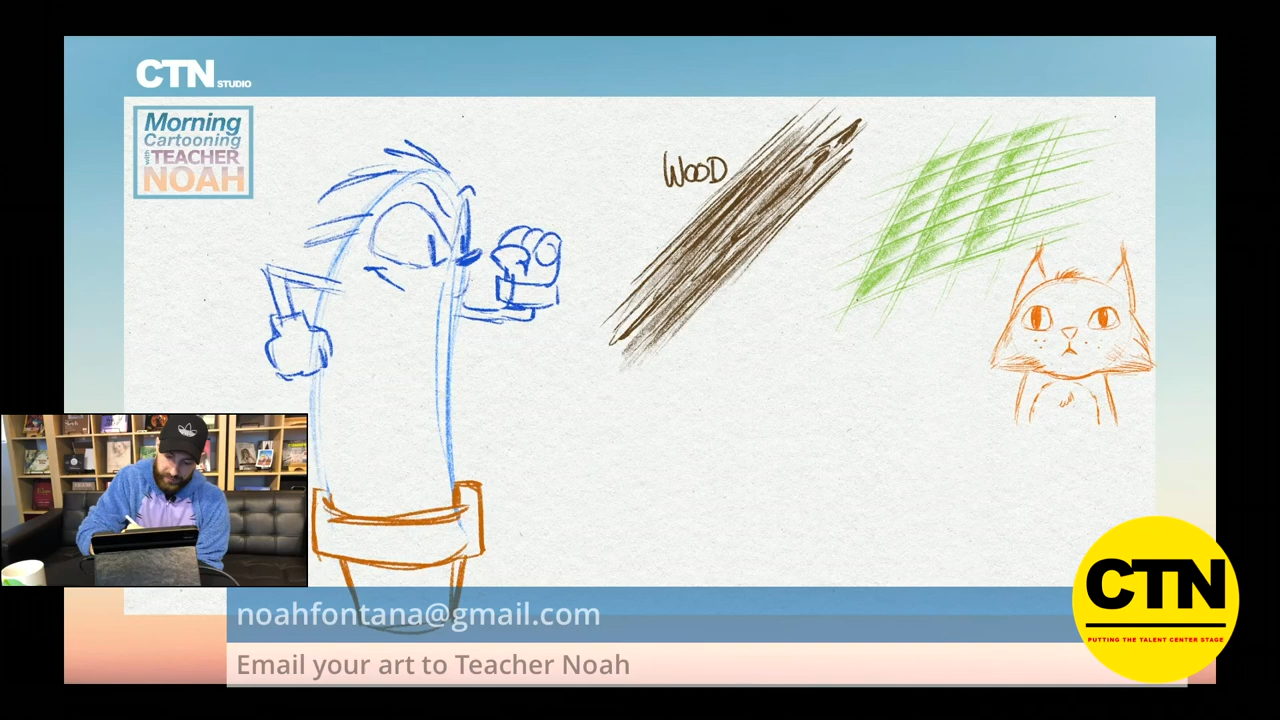 CTN STUDIO
Morning
Cartooning
with TEACHER
NOAH
WOOD
noahfontana@gmail.com
Email your art to Teacher Noah
CTN
PUTTING THE TALENT CENTER STAGE